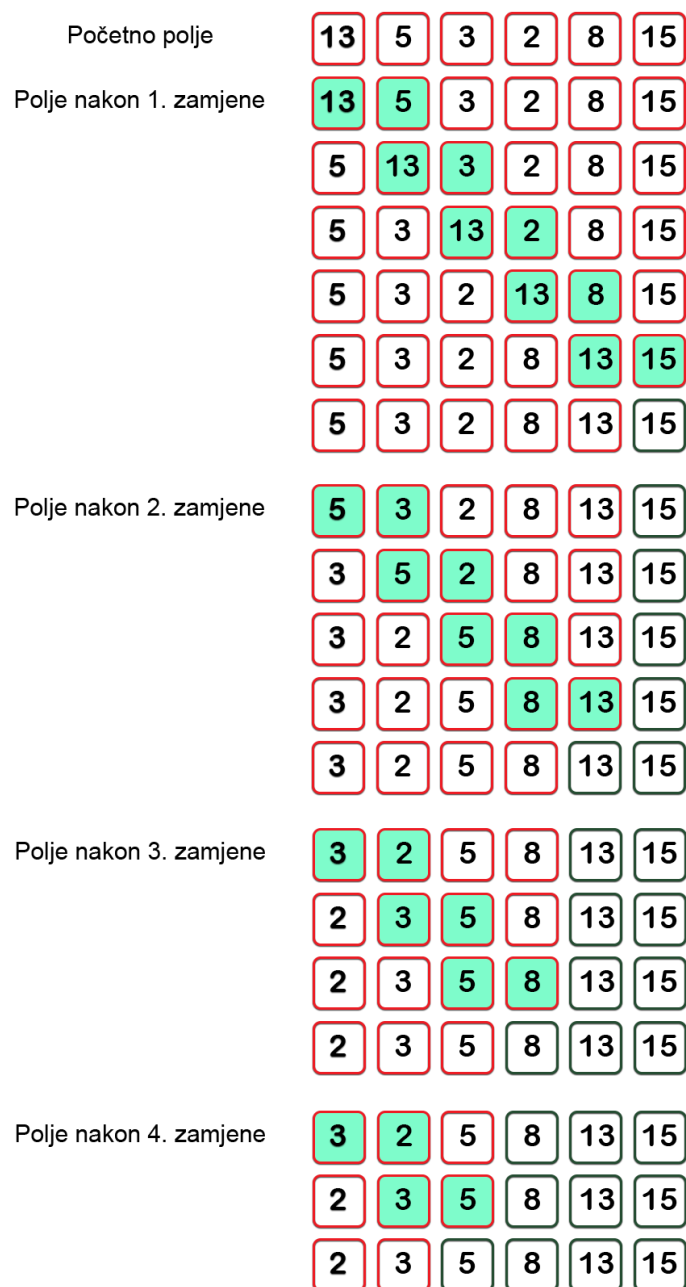 Početno polje 13 5 3 2 8 15
Polje nakon 1. zamjene 13 5 3 2 8 15
5 13 3 2 8 15
5 3 13 2 8 15
5 3 2 13 8 15
5 3 2 8 13 15
5 3 2 8 13 15
Polje nakon 2. zamjene 5 3 2 8 13 15
3 5 2 8 13 15
3 2 5 8 13 15
3 2 5 8 13 15
3 2 5 8 13 15
Polje nakon 3. zamjene 3 2 5 8 13 15
2 3 5 8 13 15
2 3 5 8 13 15
2 3 5 8 13 15
Polje nakon 4. zamjene 3 2 5 8 13 15
2 3 5 8 13 15
2 3 5 8 13 15